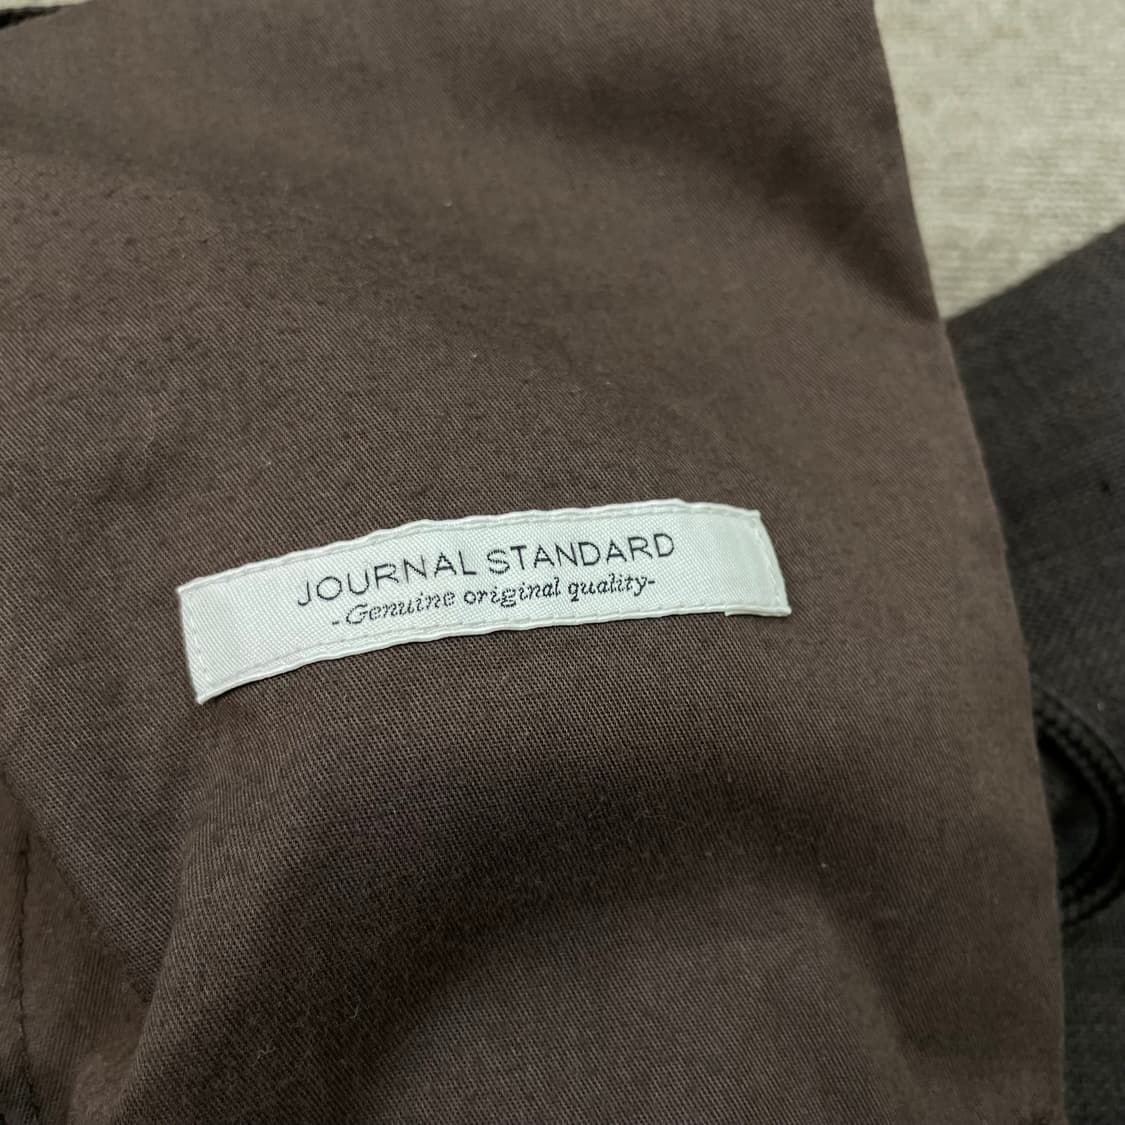 JOURNAL STANDARD
-Genuine original quality-